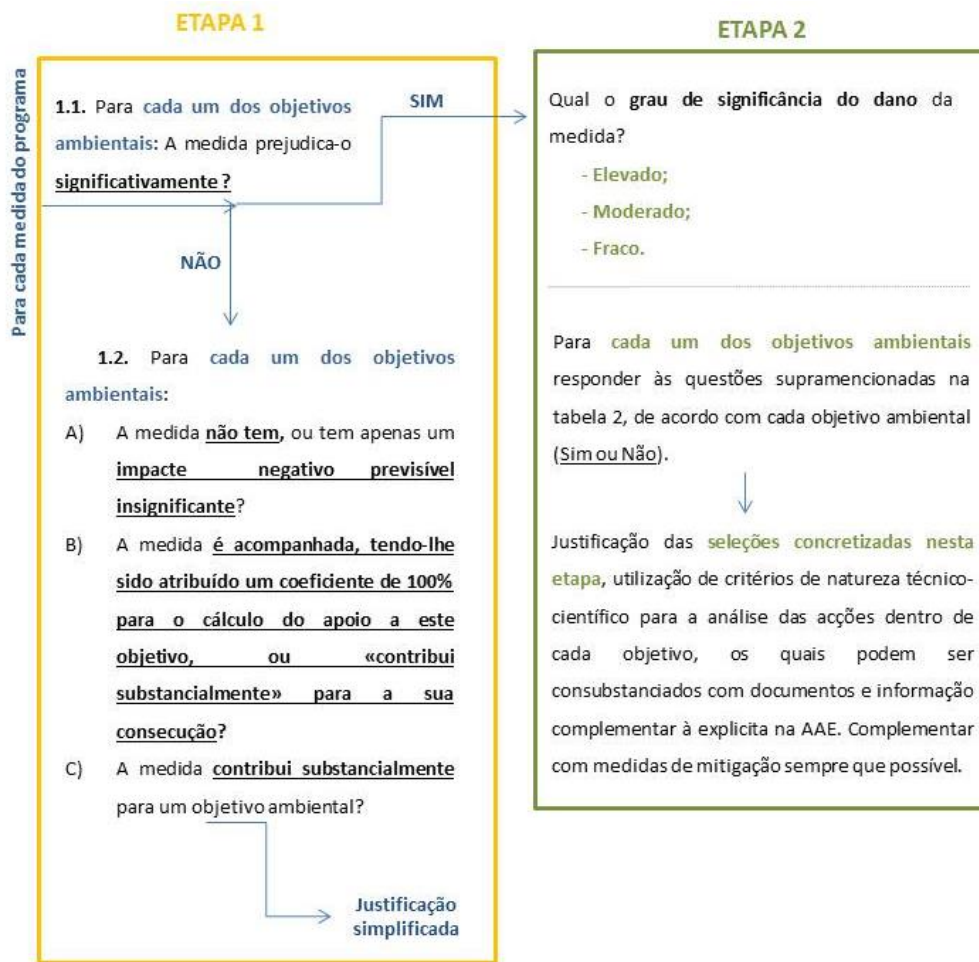 ETAPA 1
Para cada medida do programa
1.1. Para cada um dos objetivos
ambientais: A medida prejudica-o
significativamente ?
SIM
NÃO
1.2. Para cada um dos objetivos
ambientais:
A) A medida não tem, ou tem apenas um
impacte negativo previsível
insignificante?
B) A medida é acompanhada, tendo-lhe
sido atribuído um coeficiente de 100%
para o cálculo do apoio a este
objetivo, ou «contribui
substancialmente» para a sua
consecução?
C) A medida contribui substancialmente
para um objetivo ambiental?
Justificação
simplificada
ETAPA 2
Qual o grau de significância do dano da
medida?
- Elevado;
- Moderado;
- Fraco.
Para cada um dos objetivos ambientais
responder às questões supramencionadas na
tabela 2, de acordo com cada objetivo ambiental
(Sim ou Não).
Justificação das seleções concretizadas nesta
etapa, utilização de critérios de natureza técnico-
científico para a análise das acções dentro de
cada objetivo, os quais podem ser
consubstanciados com documentos e informação
complementar à explicita na AAE. Complementar
com medidas de mitigação sempre que possível.